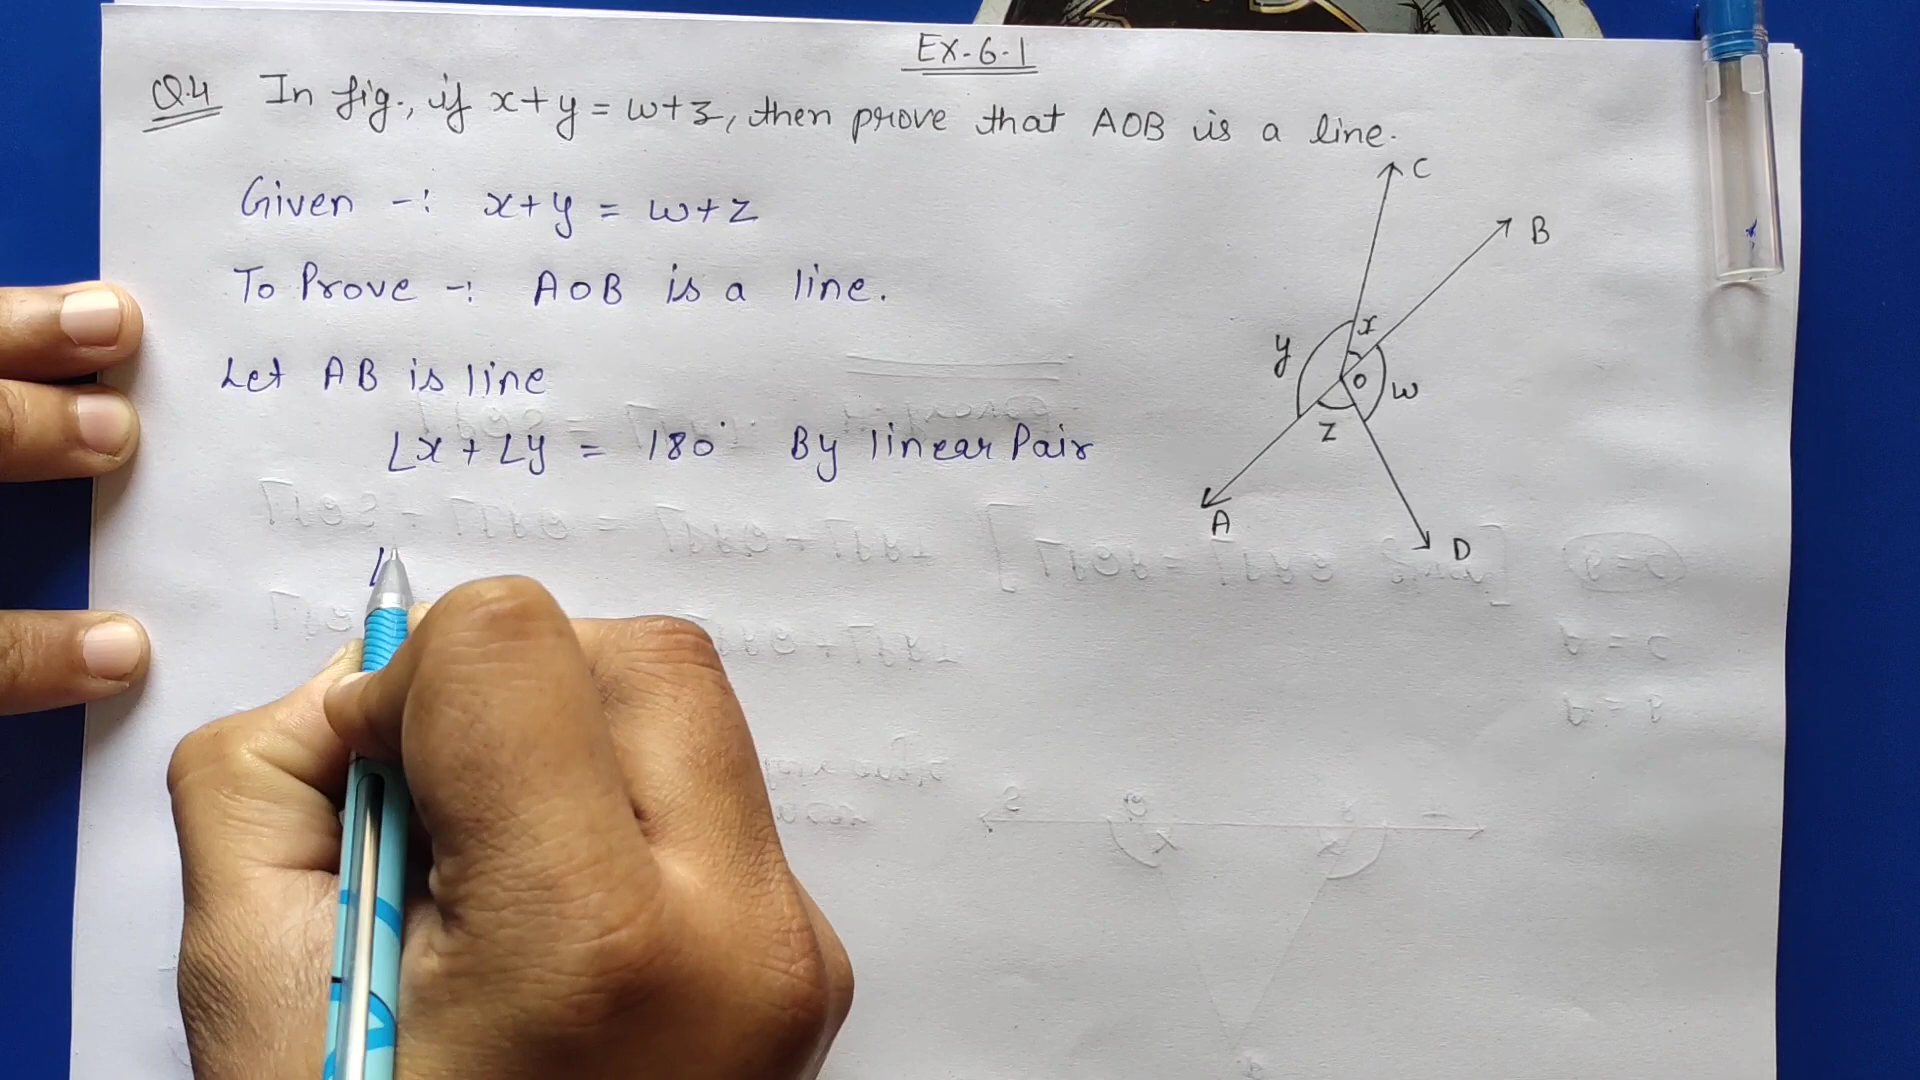 Ex-6.1
Q.4 In fig., if x+y = w+z, then prove that AOB is a line.
Given -: x+y = w+z
To Prove -: AOB is a line.
Let AB is line
∠x + ∠y = 180° By linear Pair
C
B
x
y
O
w
z
A
D